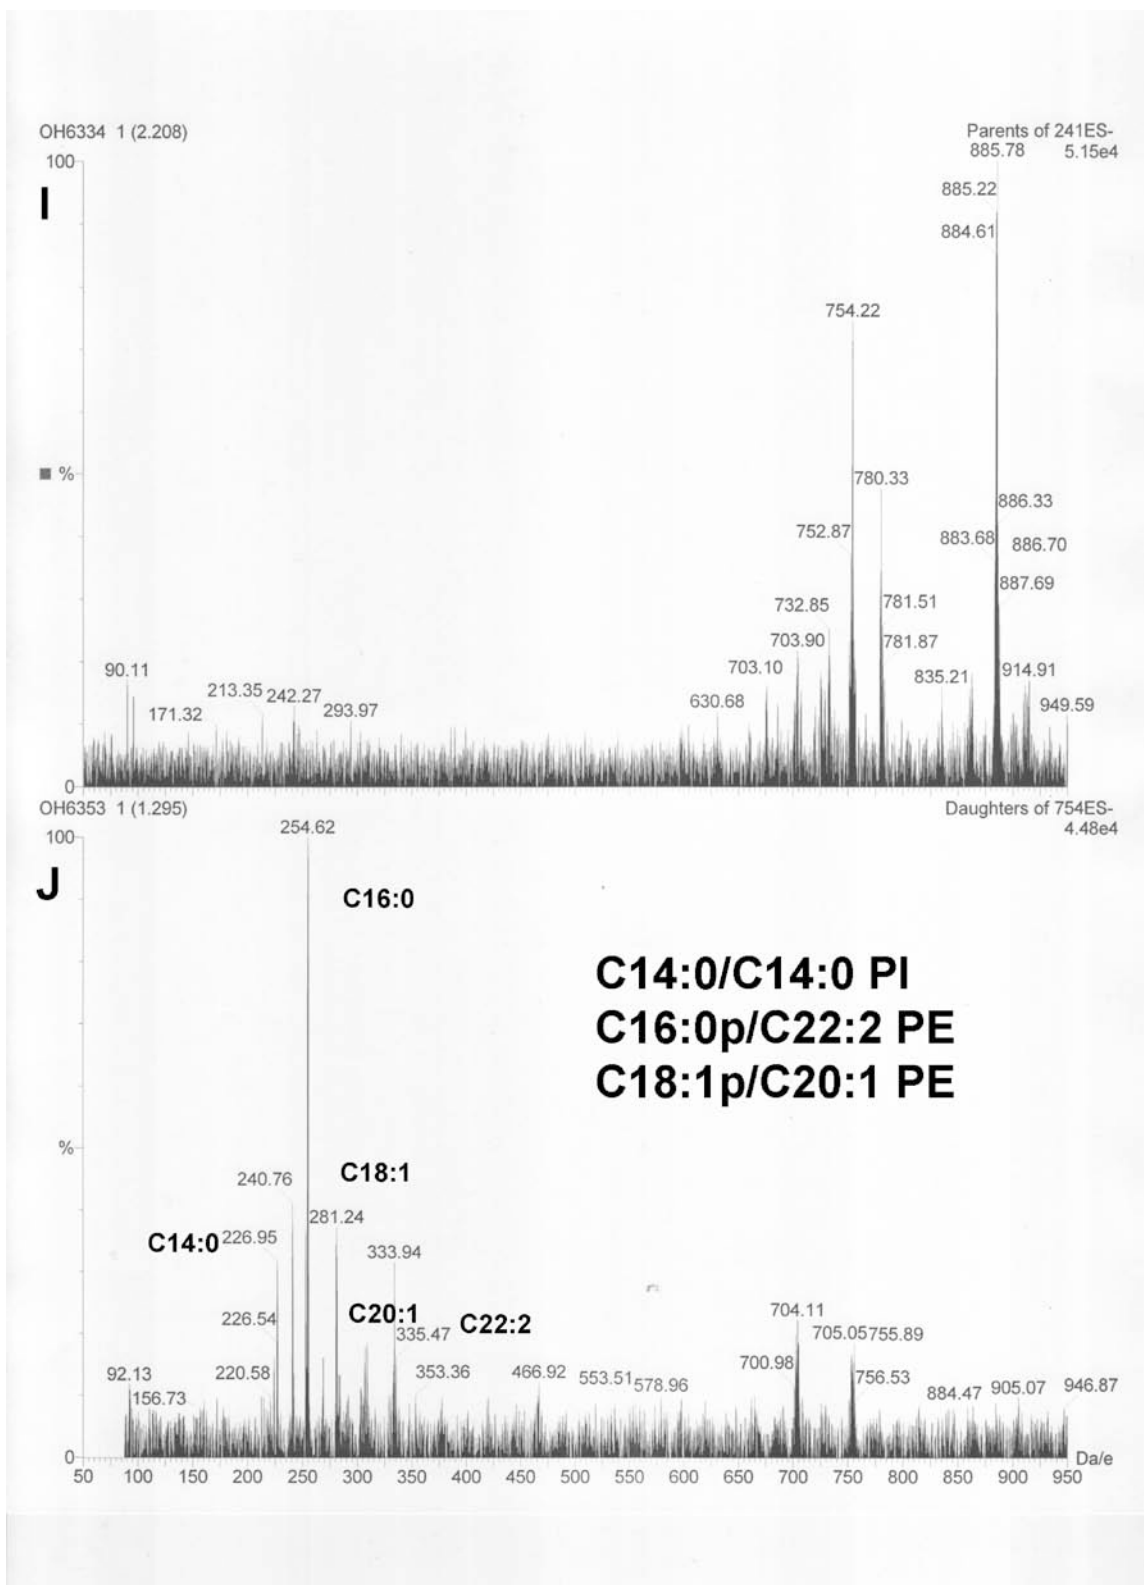 OH6334 1 (2.208)
Parents of 241ES-
5.15e4
100
I
885.78
885.22
884.61
754.22
%
780.33
886.33
752.87
883.68
886.70
887.69
732.85
781.51
703.90
781.87
703.10
90.11
835.21
914.91
213.35
242.27
630.68
949.59
171.32
293.97
0
OH6353 1 (1.295)
Daughters of 754ES-
4.48e4
254.62
100
J
C16:0
C14:0/C14:0 PI
C16:0p/C22:2 PE
C18:1p/C20:1 PE
%
C18:1
240.76
281.24
C14:0
226.95
333.94
C20:1
C22:2
226.54
335.47
704.11
705.05
755.89
92.13
220.58
353.36
466.92
553.51
578.96
700.98
756.53
884.47
905.07
946.87
156.73
0
50 100 150 200 250 300 350 400 450 500 550 600 650 700 750 800 850 900 950
Da/e